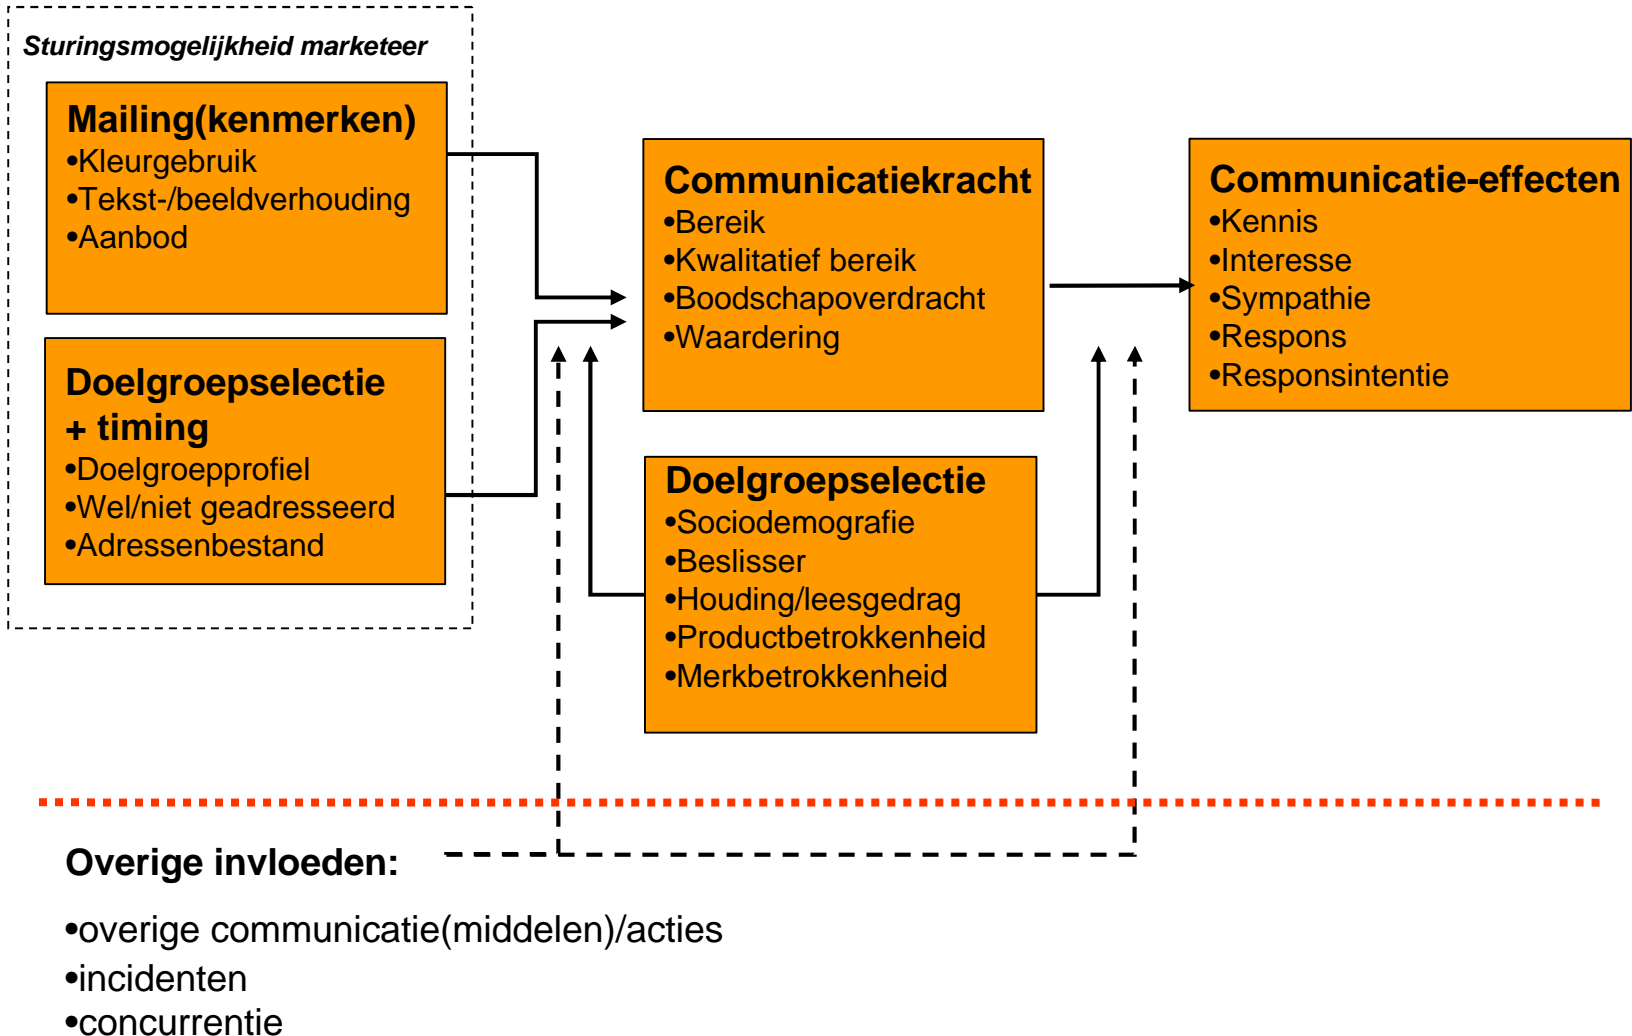 Sturingsmogelijkheid marketeer
Mailing(kenmerken)
•Kleurgebruik
•Tekst-/beeldverhouding
•Aanbod
Doelgroepselectie
+ timing
•Doelgroepprofiel
•Wel/niet geadresseerd
•Adressenbestand
Communicatiekracht
•Bereik
•Kwalitatief bereik
•Boodschapoverdracht
•Waardering
Doelgroepselectie
•Sociodemografie
•Beslisser
•Houding/leesgedrag
•Productbetrokkenheid
•Merkbetrokkenheid
Communicatie-effecten
•Kennis
•Interesse
•Sympathie
•Respons
•Responsintentie
Overige invloeden:
•overige communicatie(middelen)/acties
•incidenten
•concurrentie